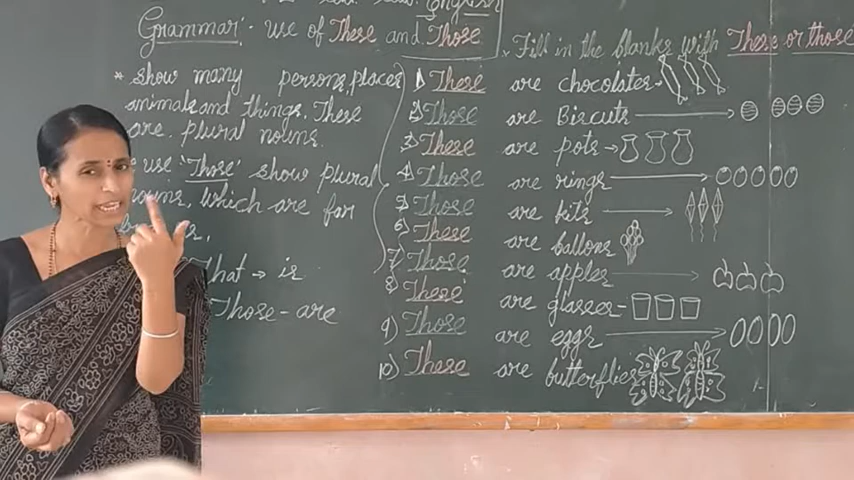 English
Grammar:- use of These and Those
* show many persons, places
animals and things. These
are plural nouns.
use 'Those' show plural
nouns, which are far
That → is
Those - are
* Fill in the blanks with These or those
1) These are chocolates
2) Those are Biscuits
3) These are pots
4) Those are rings
5) Those are kits
6) These are ballons
7) Those are apples
8) These are glasses
9) Those are eggs
10) These are butterflies